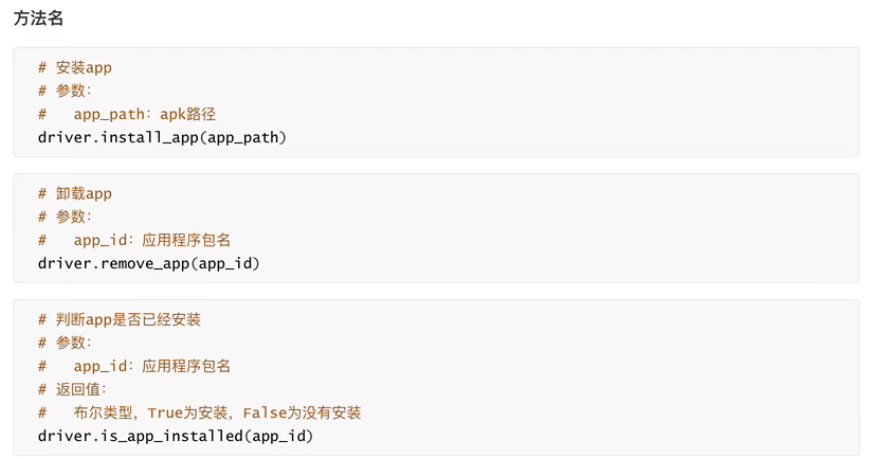 方法名
# 安装app
# 参数：
#   app_path：apk路径
driver.install_app(app_path)
# 卸载app
# 参数：
#   app_id：应用程序包名
driver.remove_app(app_id)
# 判断app是否已经安装
# 参数：
#   app_id：应用程序包名
# 返回值：
#   布尔类型，True为安装，False为没有安装
driver.is_app_installed(app_id)